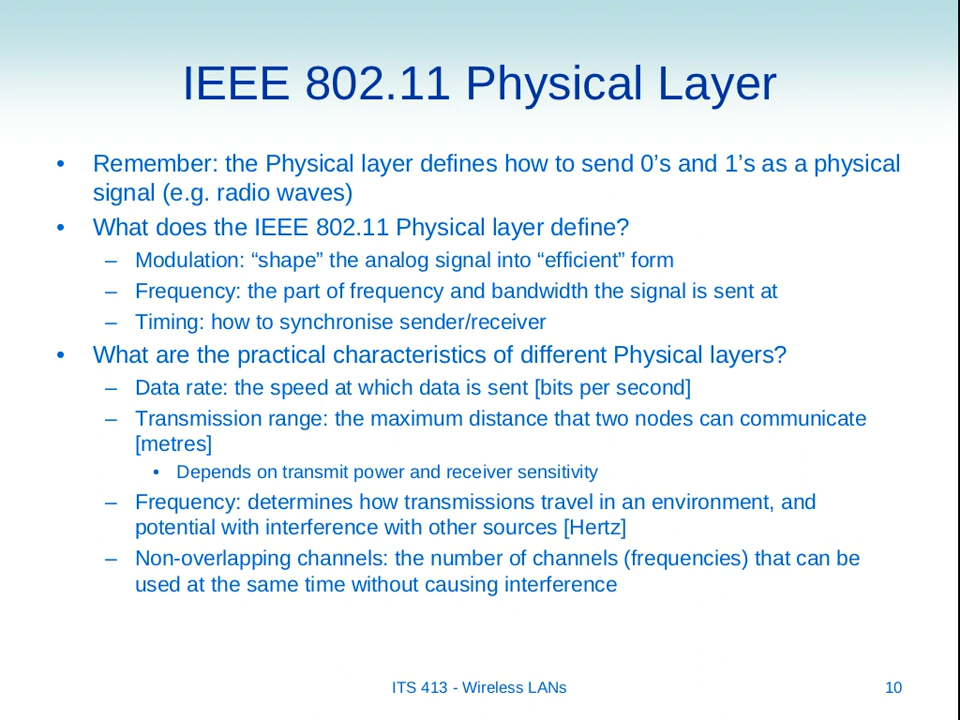 IEEE 802.11 Physical Layer
• Remember: the Physical layer defines how to send 0’s and 1’s as a physical
signal (e.g. radio waves)
• What does the IEEE 802.11 Physical layer define?
– Modulation: “shape” the analog signal into “efficient” form
– Frequency: the part of frequency and bandwidth the signal is sent at
– Timing: how to synchronise sender/receiver
• What are the practical characteristics of different Physical layers?
– Data rate: the speed at which data is sent [bits per second]
– Transmission range: the maximum distance that two nodes can communicate
[metres]
• Depends on transmit power and receiver sensitivity
– Frequency: determines how transmissions travel in an environment, and
potential with interference with other sources [Hertz]
– Non-overlapping channels: the number of channels (frequencies) that can be
used at the same time without causing interference
ITS 413 - Wireless LANs
10